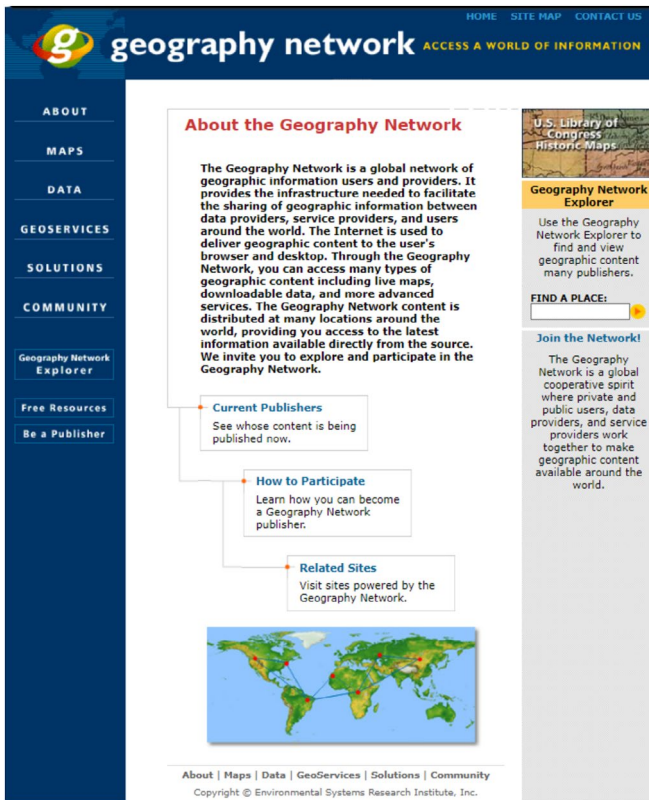 HOME SITE MAP CONTACT US
g geography network ACCESS A WORLD OF INFORMATION
ABOUT
MAPS
DATA
GEOSERVICES
SOLUTIONS
COMMUNITY
Geography Network
Explorer
Free Resources
Be a Publisher
About the Geography Network
The Geography Network is a global network of
geographic information users and providers. It
provides the infrastructure needed to facilitate
the sharing of geographic information between
data providers, service providers, and users
around the world. The Internet is used to
deliver geographic content to the user's
browser and desktop. Through the Geography
Network, you can access many types of
geographic content including live maps,
downloadable data, and more advanced
services. The Geography Network content is
distributed at many locations around the
world, providing you access to the latest
information available directly from the source.
We invite you to explore and participate in the
Geography Network.
Current Publishers
See whose content is being
published now.
How to Participate
Learn how you can become
a Geography Network
publisher.
Related Sites
Visit sites powered by the
Geography Network.
About | Maps | Data | GeoServices | Solutions | Community
Copyright © Environmental Systems Research Institute, Inc.
U.S. Library of
Congress
Historic Maps
Geography Network
Explorer
Use the Geography
Network Explorer to
find and view
geographic content
many publishers.
FIND A PLACE:
Join the Network!
The Geography
Network is a global
cooperative spirit
where private and
public users, data
providers, and service
providers work
together to make
geographic content
available around the
world.